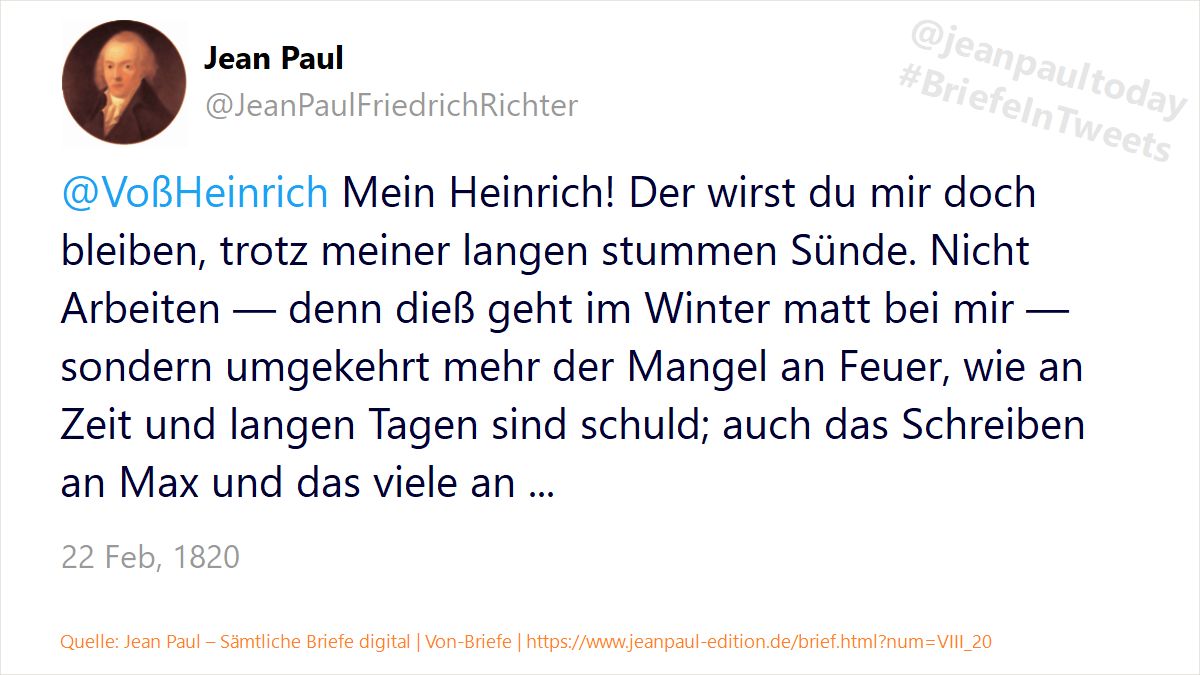 Jean Paul
@JeanPaulFriedrichRichter
@jeanpaultoday
#BriefeInTweets
@VoßHeinrich Mein Heinrich! Der wirst du mir doch
bleiben, trotz meiner langen stummen Sünde. Nicht
Arbeiten — denn dieß geht im Winter matt bei mir —
sondern umgekehrt mehr der Mangel an Feuer, wie an
Zeit und langen Tagen sind schuld; auch das Schreiben
an Max und das viele an ...
22 Feb, 1820
Quelle: Jean Paul – Sämtliche Briefe digital | Von-Briefe | https://www.jeanpaul-edition.de/brief.html?num=VIII_20